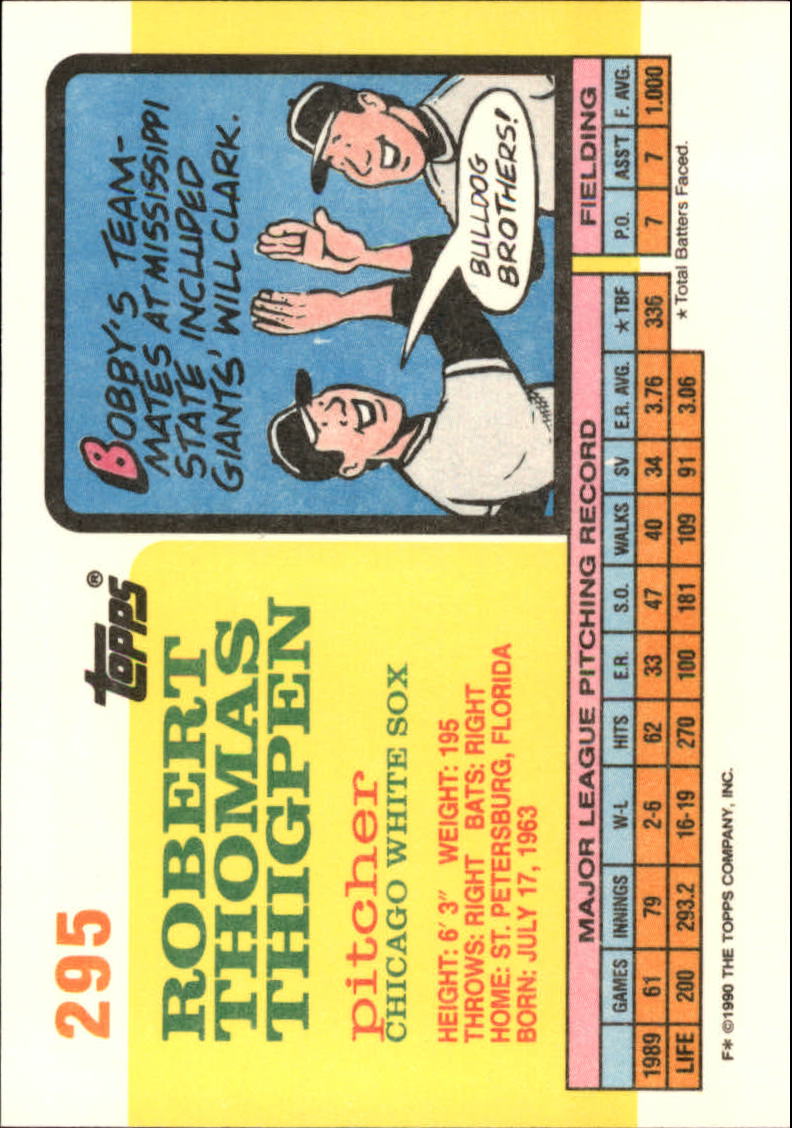 295
Topps®
ROBERT
THOMAS
THIGPEN
pitcher
CHICAGO WHITE SOX
HEIGHT: 6' 3" WEIGHT: 195
THROWS: RIGHT BATS: RIGHT
HOME: ST. PETERSBURG, FLORIDA
BORN: JULY 17, 1963
BOBBY'S TEAM-
MATES AT MISSISSIPPI
STATE INCLUDED
GIANTS' WILL CLARK.
BULLDOG
BROTHERS!
MAJOR LEAGUE PITCHING RECORD FIELDING
GAMES INNINGS W-L HITS E.R. S.O. WALKS SV E.R. AVG. ★TBF P.O. ASS'T F. AVG.
1989 61 79 2-6 62 33 47 40 34 3.76 336 7 7 1.000
LIFE 200 293.2 16-19 270 100 181 109 91 3.06
★Total Batters Faced.
F* ©1990 THE TOPPS COMPANY, INC.